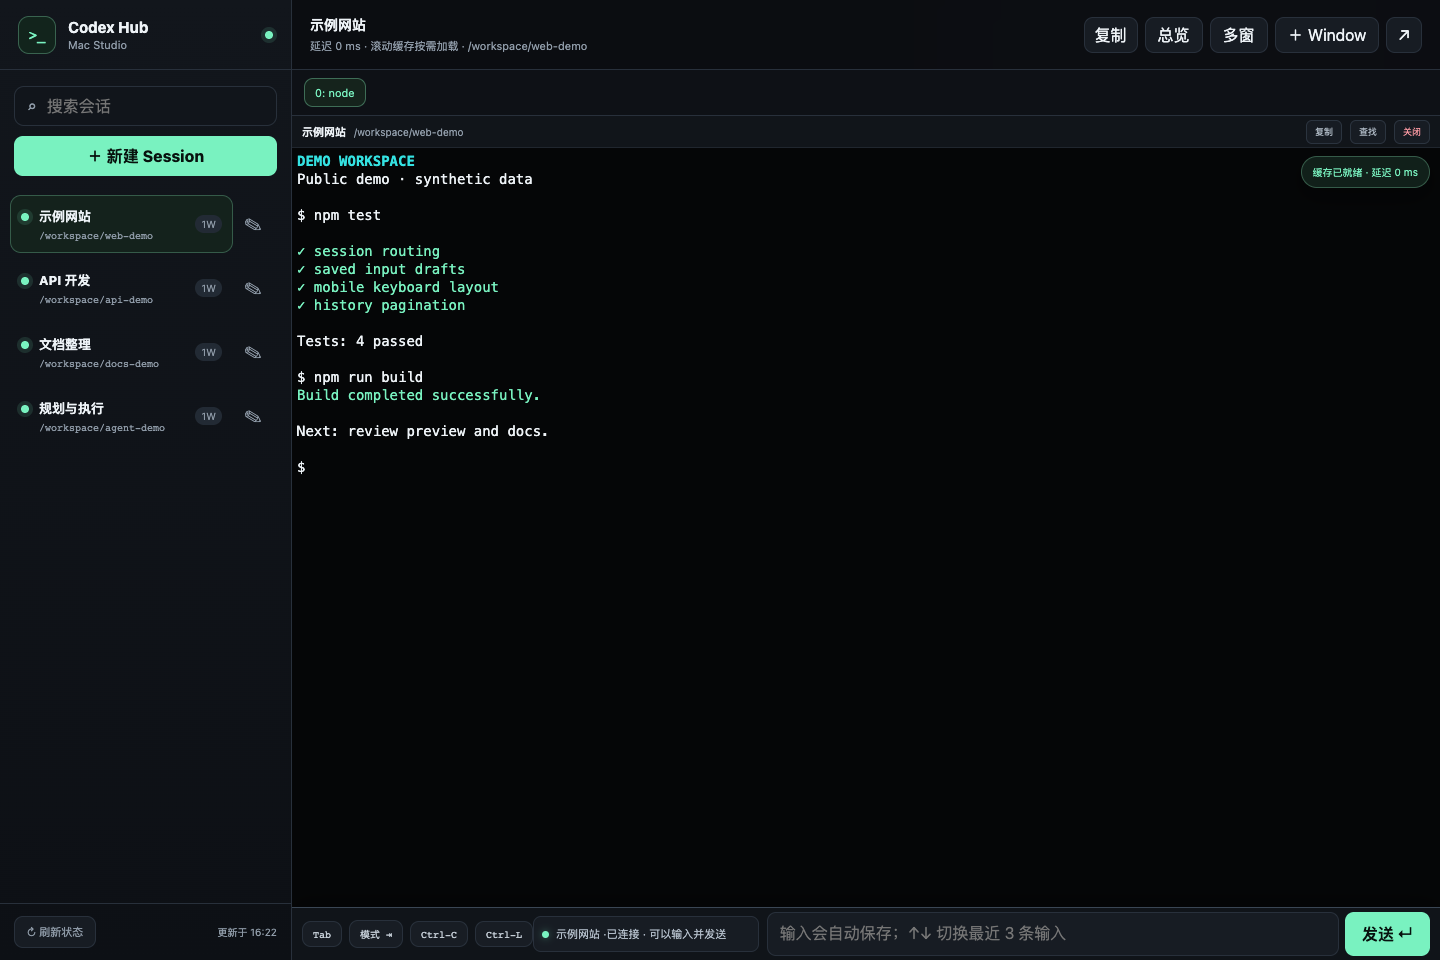 >_
Codex Hub
Mac Studio
搜索会话
+ 新建 Session
示例网站
/workspace/web-demo
1W
API 开发
/workspace/api-demo
1W
文档整理
/workspace/docs-demo
1W
规划与执行
/workspace/agent-demo
1W
↻ 刷新状态
更新于 16:22
示例网站
延迟 0 ms · 滚动缓存按需加载 · /workspace/web-demo
复制
总览
多窗
+ Window
↗
0: node
示例网站 /workspace/web-demo
复制
查找
关闭
缓存已就绪 · 延迟 0 ms
DEMO WORKSPACE
Public demo · synthetic data
$ npm test
✓ session routing
✓ saved input drafts
✓ mobile keyboard layout
✓ history pagination
Tests: 4 passed
$ npm run build
Build completed successfully.
Next: review preview and docs.
$
Tab
模式 ⇥
Ctrl-C
Ctrl-L
示例网站 ·已连接 · 可以输入并发送
输入会自动保存；↑↓ 切换最近 3 条输入
发送 ↵